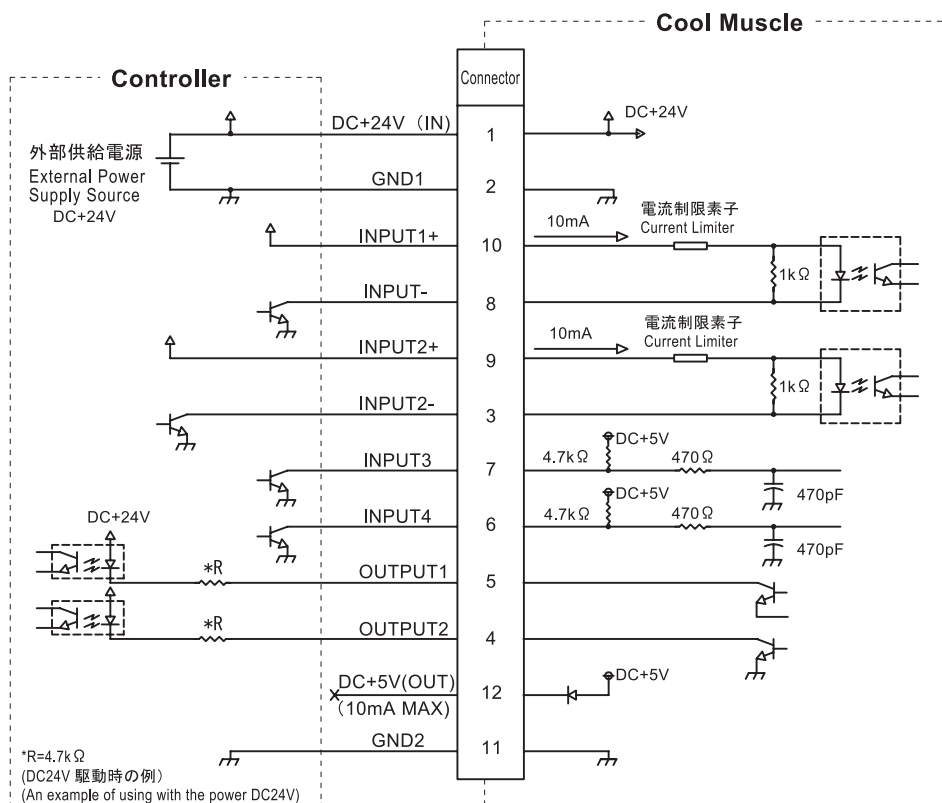 Cool Muscle
Controller
Connector
DC+24V (IN)
1
DC+24V
外部供給電源
External Power
Supply Source
DC+24V
GND1
2
INPUT1+
10
10mA
電流制限素子
Current Limiter
1kΩ
INPUT-
8
INPUT2+
9
10mA
電流制限素子
Current Limiter
1kΩ
INPUT2-
3
INPUT3
7
4.7kΩ
DC+5V
470Ω
470pF
DC+24V
INPUT4
6
4.7kΩ
DC+5V
470Ω
470pF
*R
OUTPUT1
5
*R
OUTPUT2
4
DC+5V(OUT)
(10mA MAX)
12
DC+5V
GND2
11
*R=4.7kΩ
(DC24V 駆動時の例)
(An example of using with the power DC24V)